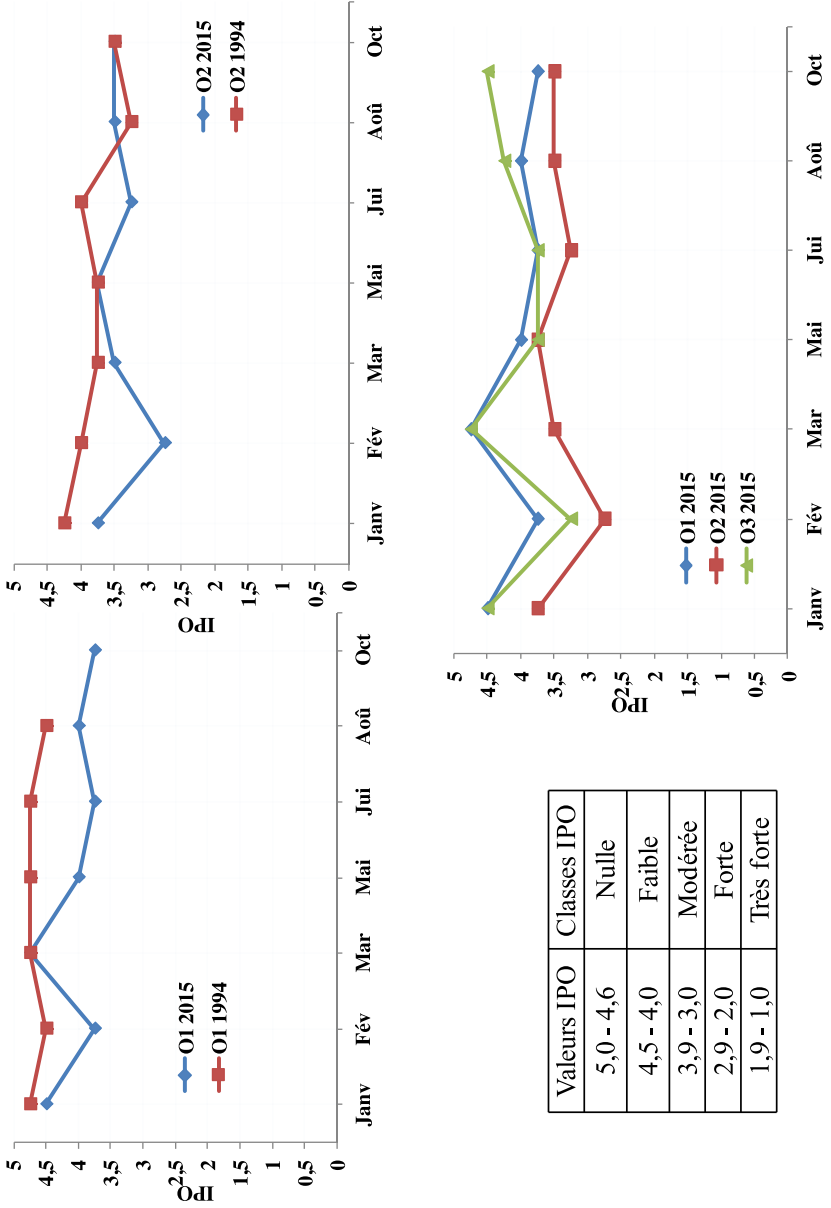 5
4,5
4
3,5
3
2,5
2
1,5
1
0,5
0
IPO
Janv Fév Mar Mai Jui Aoû Oct
O1 2015
O1 1994
5
4,5
4
3,5
3
2,5
2
1,5
1
0,5
0
IPO
Janv Fév Mar Mai Jui Aoû Oct
O2 2015
O2 1994
Valeurs IPO Classes IPO
5,0 - 4,6 Nulle
4,5 - 4,0 Faible
3,9 - 3,0 Modérée
2,9 - 2,0 Forte
1,9 - 1,0 Très forte
5
4,5
4
3,5
3
2,5
2
1,5
1
0,5
0
IPO
Janv Fév Mar Mai Jui Aoû Oct
O1 2015
O2 2015
O3 2015